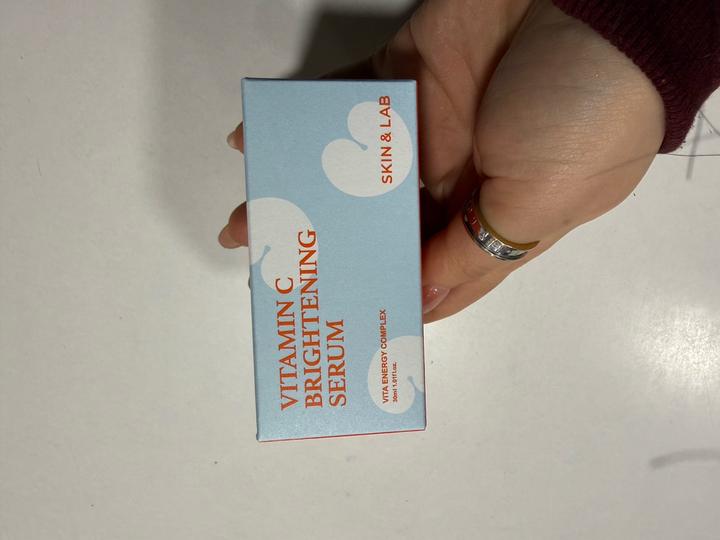 SKIN & LAB
VITAMIN C
BRIGHTENING
SERUM
VITA ENERGY COMPLEX
30ml 1.01fl.oz.